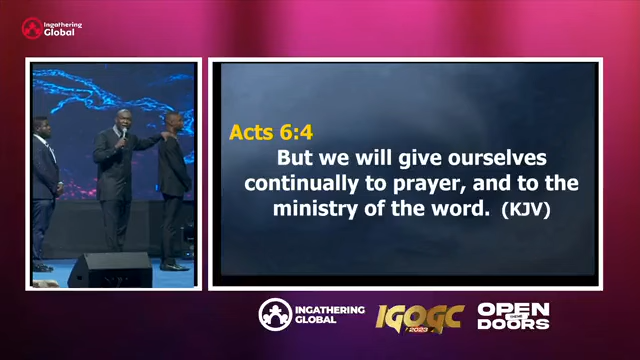 Ingathering
Global
Acts 6:4
But we will give ourselves
continually to prayer, and to the
ministry of the word. (KJV)
INGATHERING
GLOBAL
IGOGC
2023
OPEN
DOORS